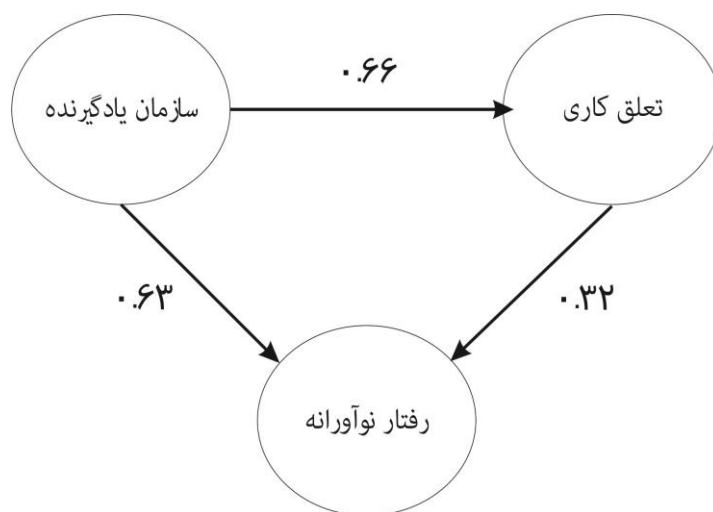 ۰.۶۶
تعلق کاری
سازمان یادگیرنده
۰.۳۲
۰.۶۳
رفتار نوآورانه